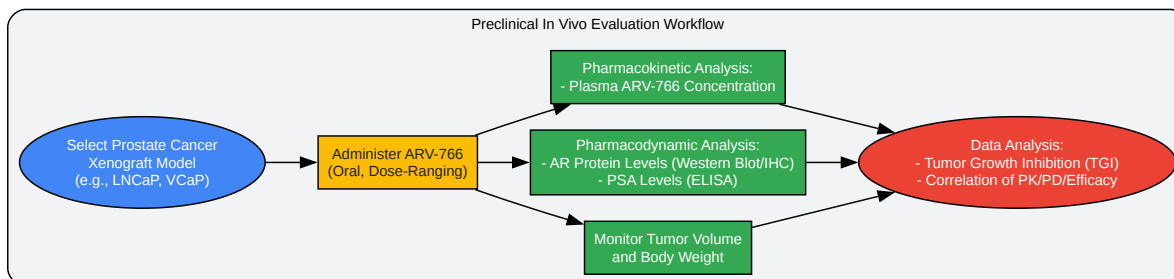 Preclinical In Vivo Evaluation Workflow
Select Prostate Cancer
Xenograft Model
(e.g., LNCaP, VCaP)
Administer ARV-766
(Oral, Dose-Ranging)
Pharmacokinetic Analysis:
- Plasma ARV-766 Concentration
Pharmacodynamic Analysis:
- AR Protein Levels (Western Blot/IHC)
- PSA Levels (ELISA)
Monitor Tumor Volume
and Body Weight
Data Analysis:
- Tumor Growth Inhibition (TGI)
- Correlation of PK/PD/Efficacy